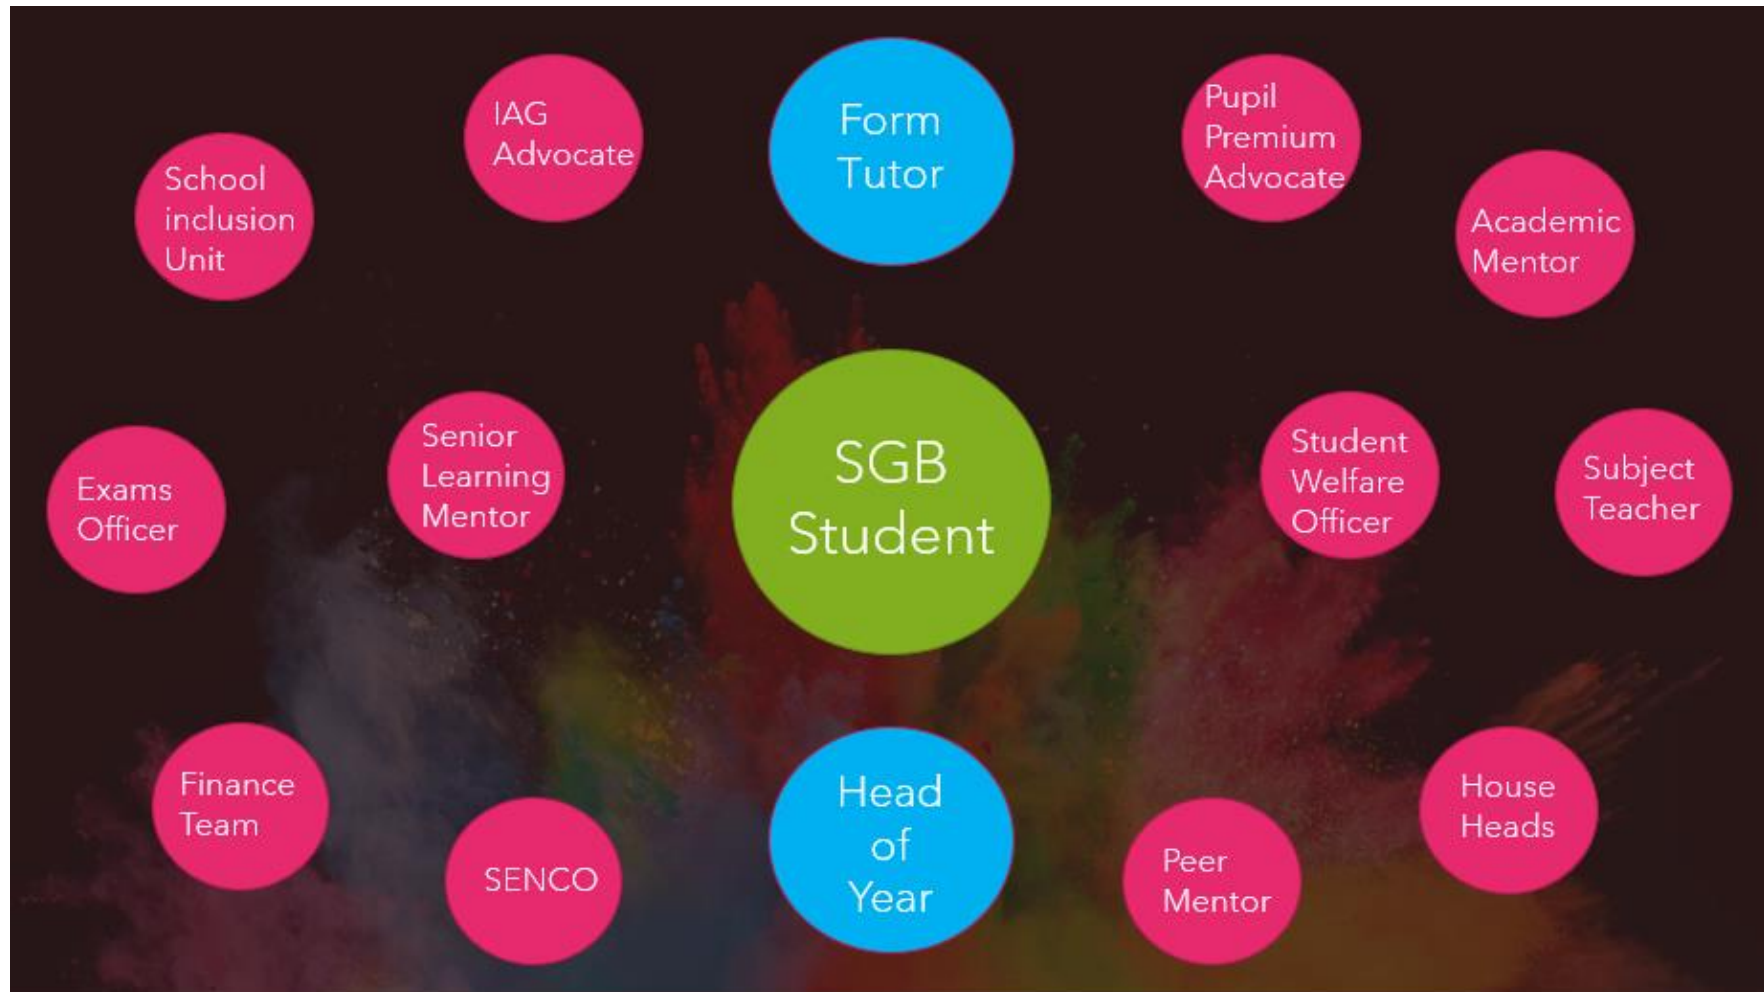 IAG
Advocate
Form
Tutor
Pupil
Premium
Advocate
School
inclusion
Unit
Academic
Mentor
Exams
Officer
Senior
Learning
Mentor
SGB
Student
Student
Welfare
Officer
Subject
Teacher
Finance
Team
SENCO
Head
of
Year
Peer
Mentor
House
Heads